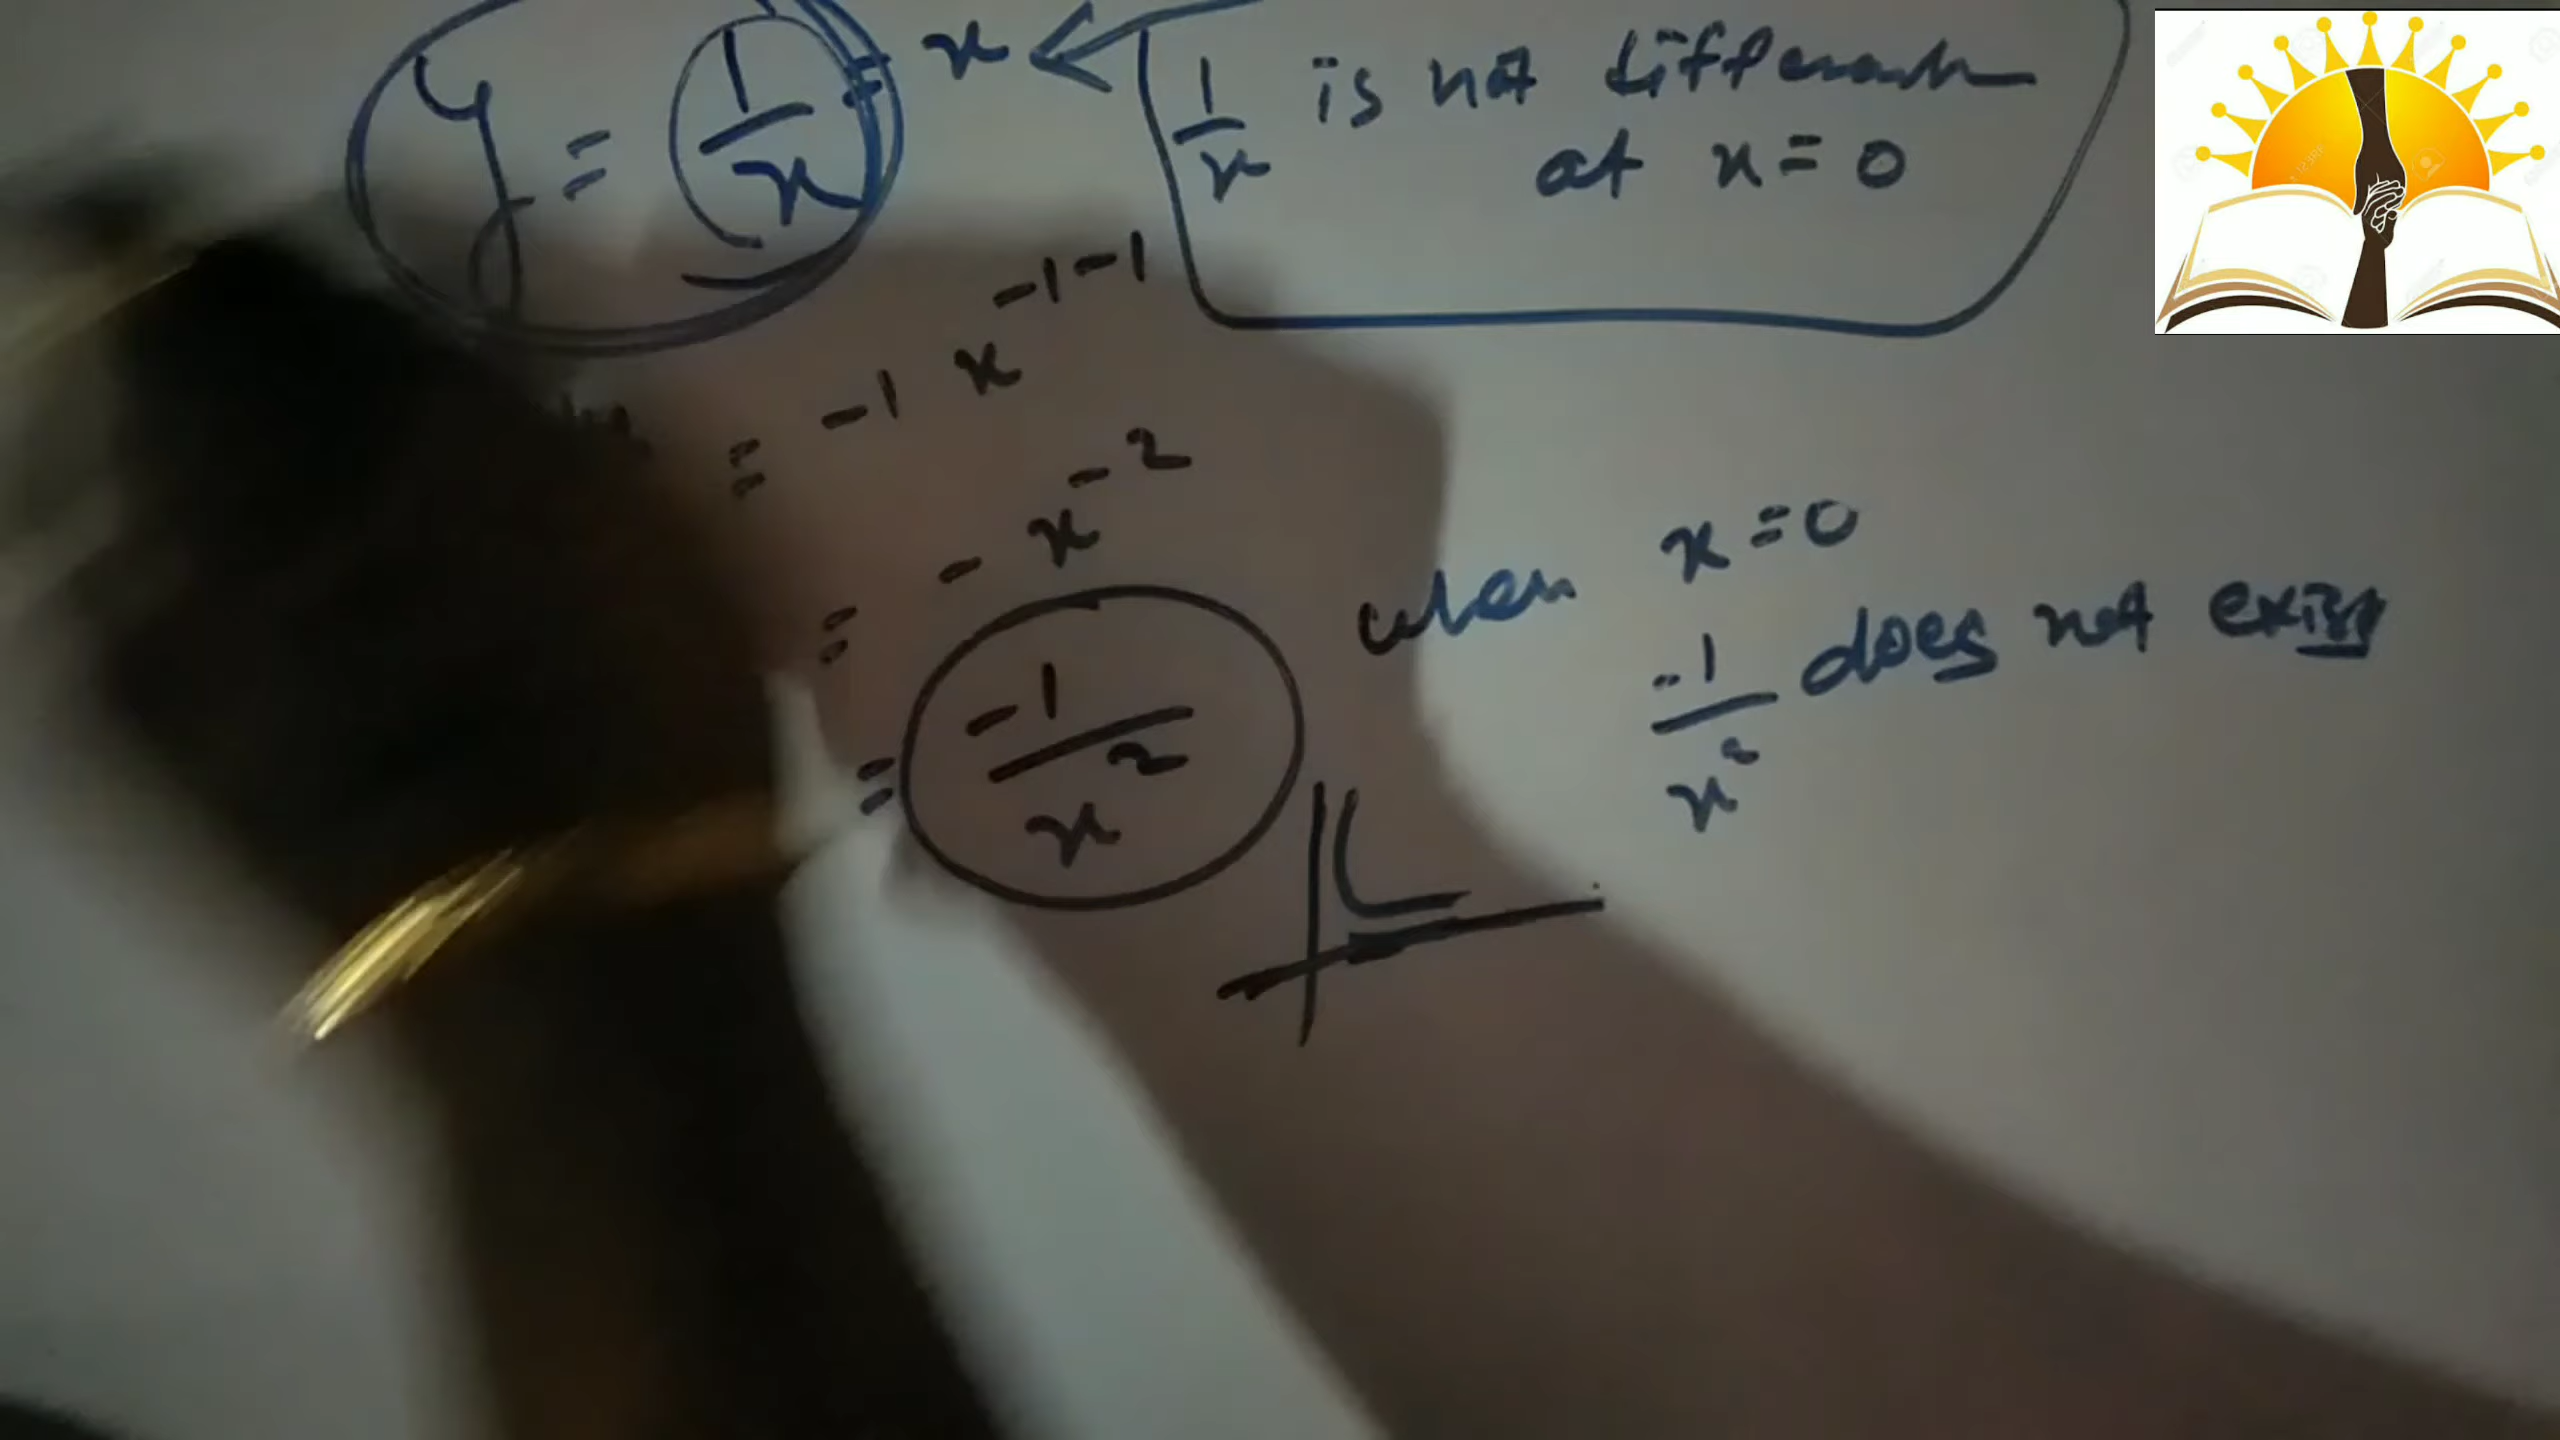 y = 1/x = x
1/x is not
at x = 0
= -1 x^-1-1
= - x^-2
= -1/x^2
when x = 0
-1/x^2 does not exist